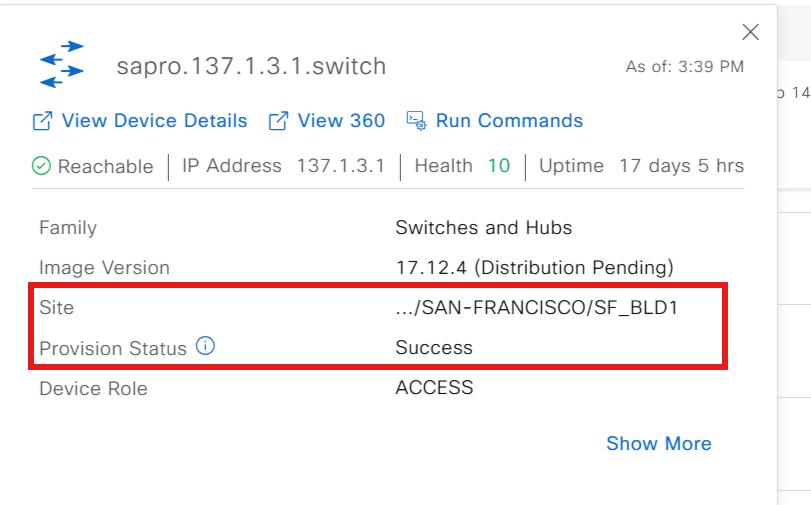 sapro.137.1.3.1.switch
As of: 3:39 PM
View Device Details View 360 Run Commands
Reachable IP Address 137.1.3.1 Health 10 Uptime 17 days 5 hrs
Family Switches and Hubs
Image Version 17.12.4 (Distribution Pending)
Site .../SAN-FRANCISCO/SF_BLD1
Provision Status Success
Device Role ACCESS
Show More